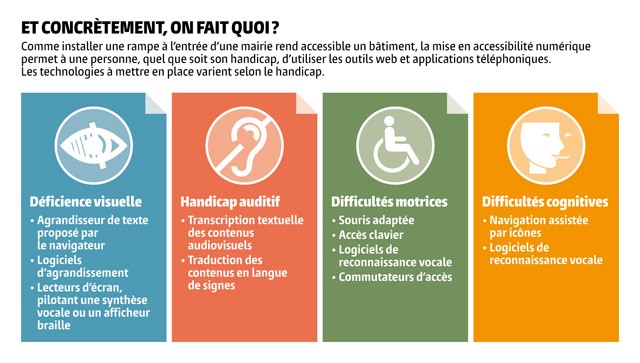 ET CONCRÈTEMENT, ON FAIT QUOI ?
Comme installer une rampe à l'entrée d'une mairie rend accessible un bâtiment, la mise en accessibilité numérique
permet à une personne, quel que soit son handicap, d'utiliser les outils web et applications téléphoniques.
Les technologies à mettre en place varient selon le handicap.
Déficience visuelle
• Agrandisseur de texte
proposé par
le navigateur
• Logiciels
d'agrandissement
• Lecteurs d'écran,
pilotant une synthèse
vocale ou un afficheur
braille
Handicap auditif
• Transcription textuelle
des contenus
audiovisuels
• Traduction des
contenus en langue
de signes
Difficultés motrices
• Souris adaptée
• Accès clavier
• Logiciels de
reconnaissance vocale
• Commutateurs d'accès
Difficultés cognitives
• Navigation assistée
par icônes
• Logiciels de
reconnaissance vocale